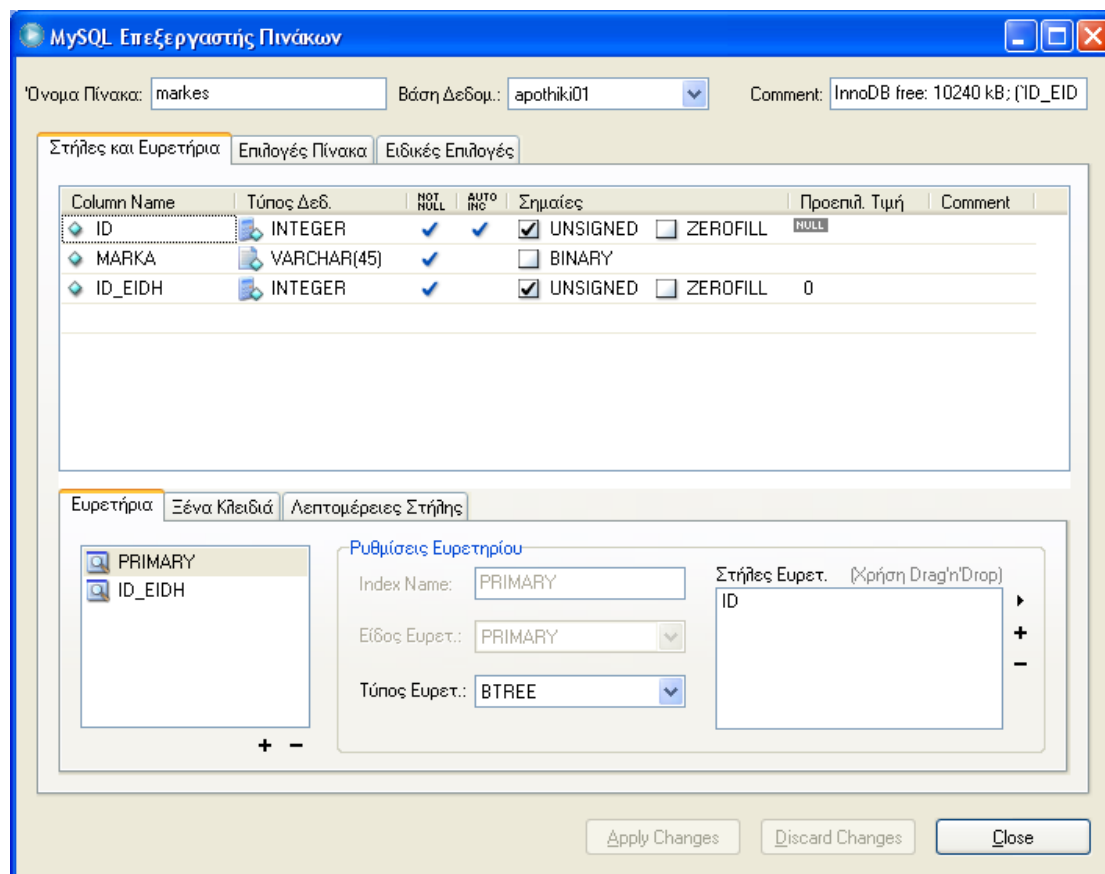 MySQL Επεξεργαστής Πινάκων
Όνομα Πίνακα: markes Βάση Δεδομ.: apothiki01 Comment: InnoDB free: 10240 kB; (`ID_EID
Στήλες και Ευρετήρια Επιλογές Πίνακα Ειδικές Επιλογές
Column Name Τύπος Δεδ. NOT NULL AUTO INC Σημαίες Προεπιλ. Τιμή Comment
ID INTEGER UNSIGNED ZEROFILL NULL
MARKA VARCHAR(45) BINARY
ID_EIDH INTEGER UNSIGNED ZEROFILL 0
Ευρετήρια Ξένα Κλειδιά Λεπτομέρειες Στήλης
PRIMARY
ID_EIDH
Ρυθμίσεις Ευρετηρίου
Index Name: PRIMARY
Είδος Ευρετ.: PRIMARY
Τύπος Ευρετ.: BTREE
Στήλες Ευρετ. (Χρήση Drag'n'Drop)
ID
Apply Changes Discard Changes Close